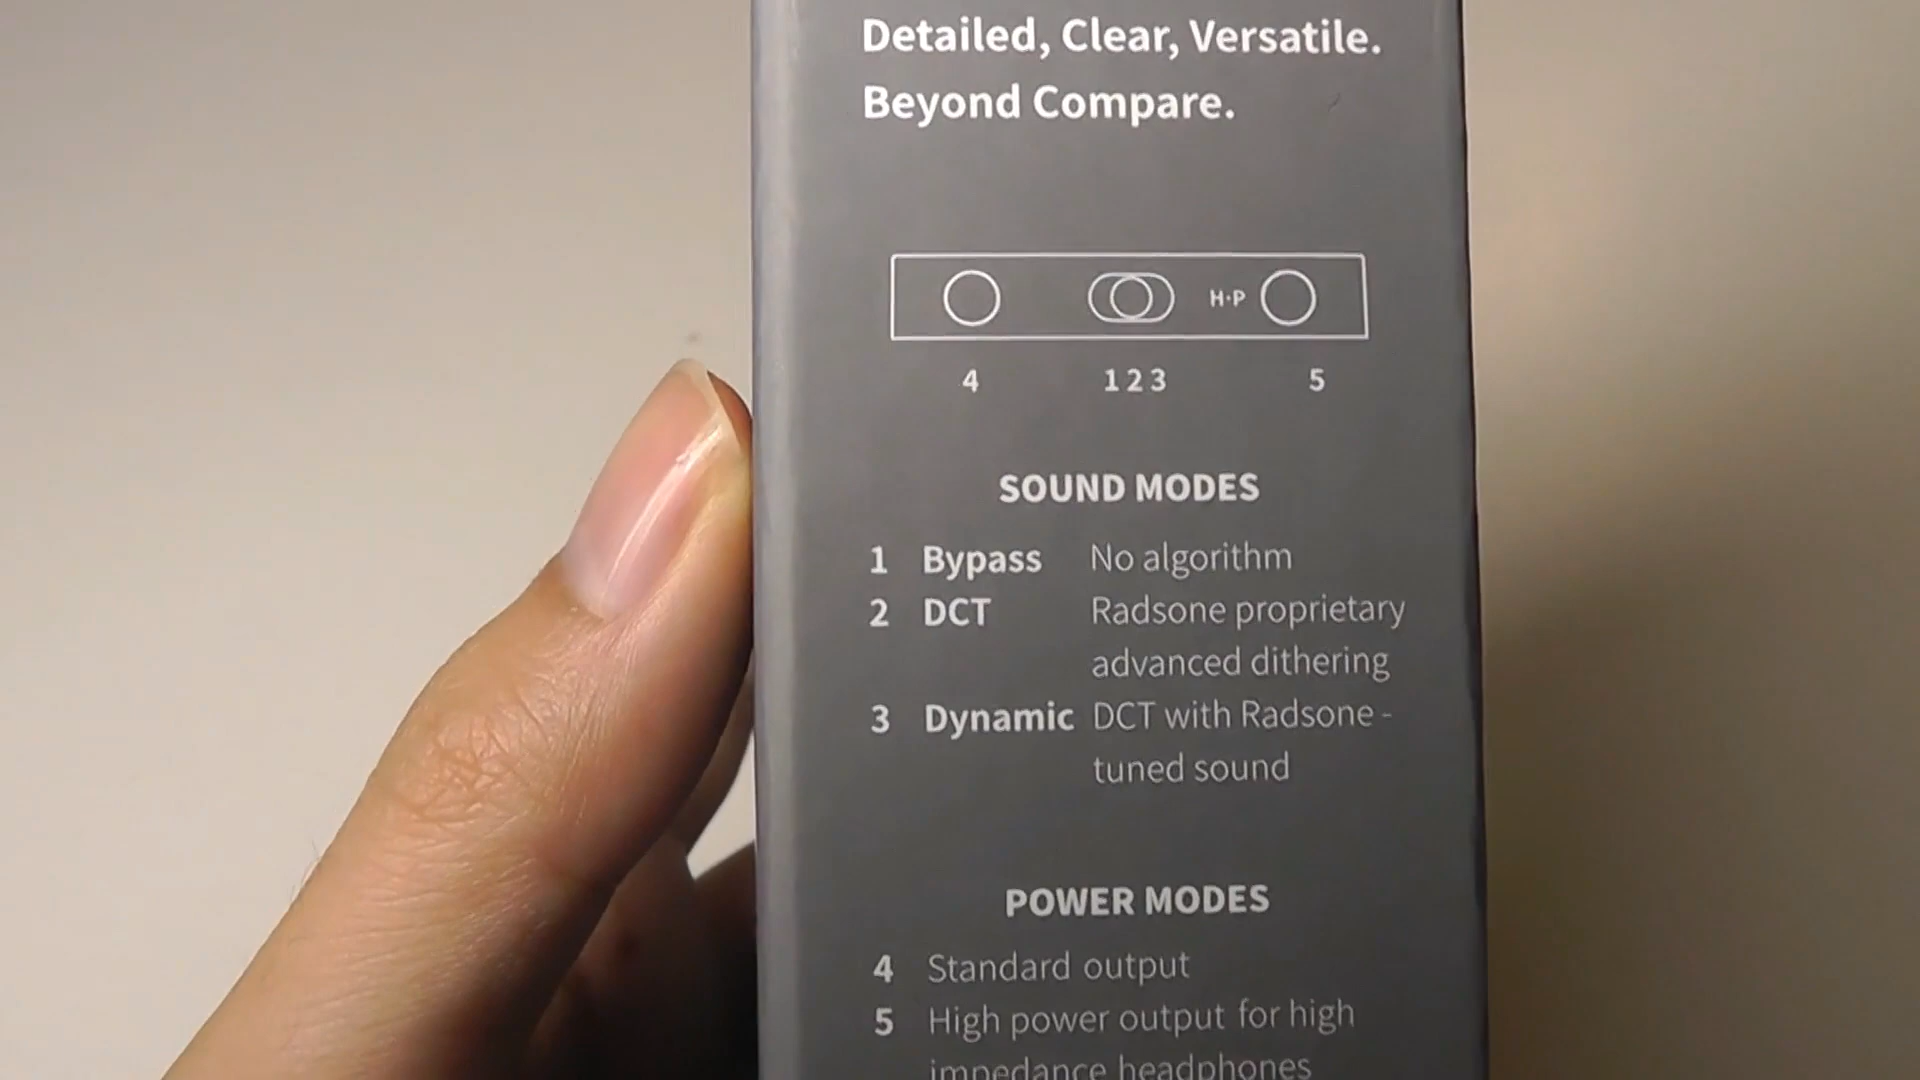 Detailed, Clear, Versatile.
Beyond Compare.
H·P
4 1 2 3 5
SOUND MODES
1 Bypass No algorithm
2 DCT Radsone proprietary
advanced dithering
3 Dynamic DCT with Radsone -
tuned sound
POWER MODES
4 Standard output
5 High power output for high
impedance headphones